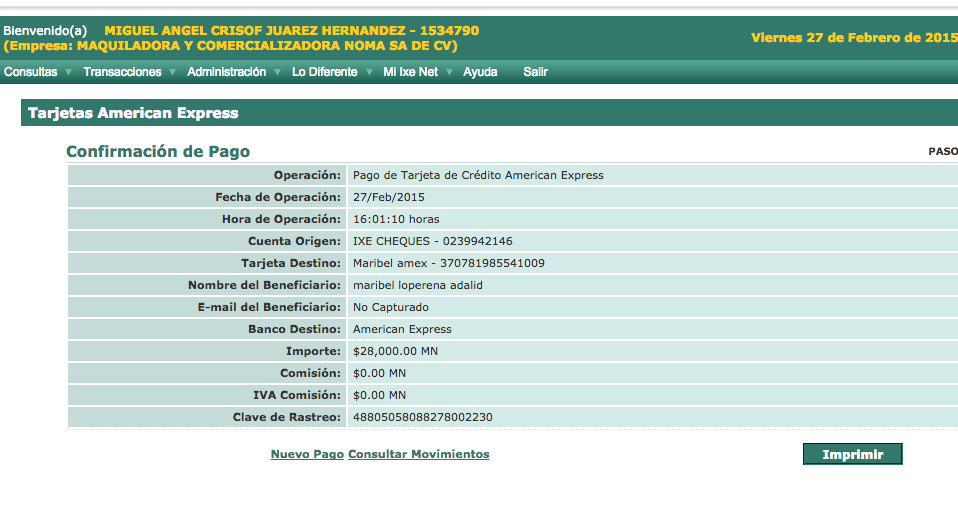 Bienvenido(a) MIGUEL ANGEL CRISOF JUAREZ HERNANDEZ - 1534790
(Empresa: MAQUILADORA Y COMERCIALIZADORA NOMA SA DE CV)
Viernes 27 de Febrero de 2015
Consultas Transacciones Administración Lo Diferente Mi Ixe Net Ayuda Salir
Tarjetas American Express
Confirmación de Pago PASO
Operación: Pago de Tarjeta de Crédito American Express
Fecha de Operación: 27/Feb/2015
Hora de Operación: 16:01:10 horas
Cuenta Origen: IXE CHEQUES - 0239942146
Tarjeta Destino: Maribel amex - 370781985541009
Nombre del Beneficiario: maribel loperena adalid
E-mail del Beneficiario: No Capturado
Banco Destino: American Express
Importe: $28,000.00 MN
Comisión: $0.00 MN
IVA Comisión: $0.00 MN
Clave de Rastreo: 48805058088278002230
Nuevo Pago Consultar Movimientos Imprimir